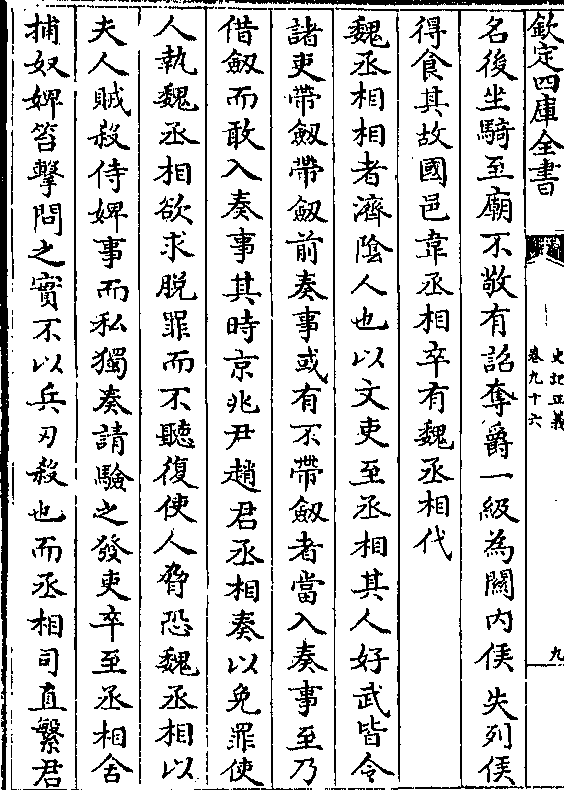 欽定四庫全書
史記正義
卷九十六
九
名後坐騎至廟不敬有詔奪爵一級為關内侯失列侯
得食其故國邑韋丞相卒有魏丞相代
魏丞相相者濟隂人也以文吏至丞相其人好武皆令
諸吏帶劒帶劒前奏事或有不帶劒者當入奏事至乃
借劒而敢入奏事其時京兆尹趙君丞相奏以免罪使
人執魏丞相欲求脱罪而不聽復使人脅恐魏丞相以
夫人賊殺侍婢事而私獨奏請驗之發吏卒至丞相舍
捕奴婢笞擊問之實不以兵刃殺也而丞相司直繁君